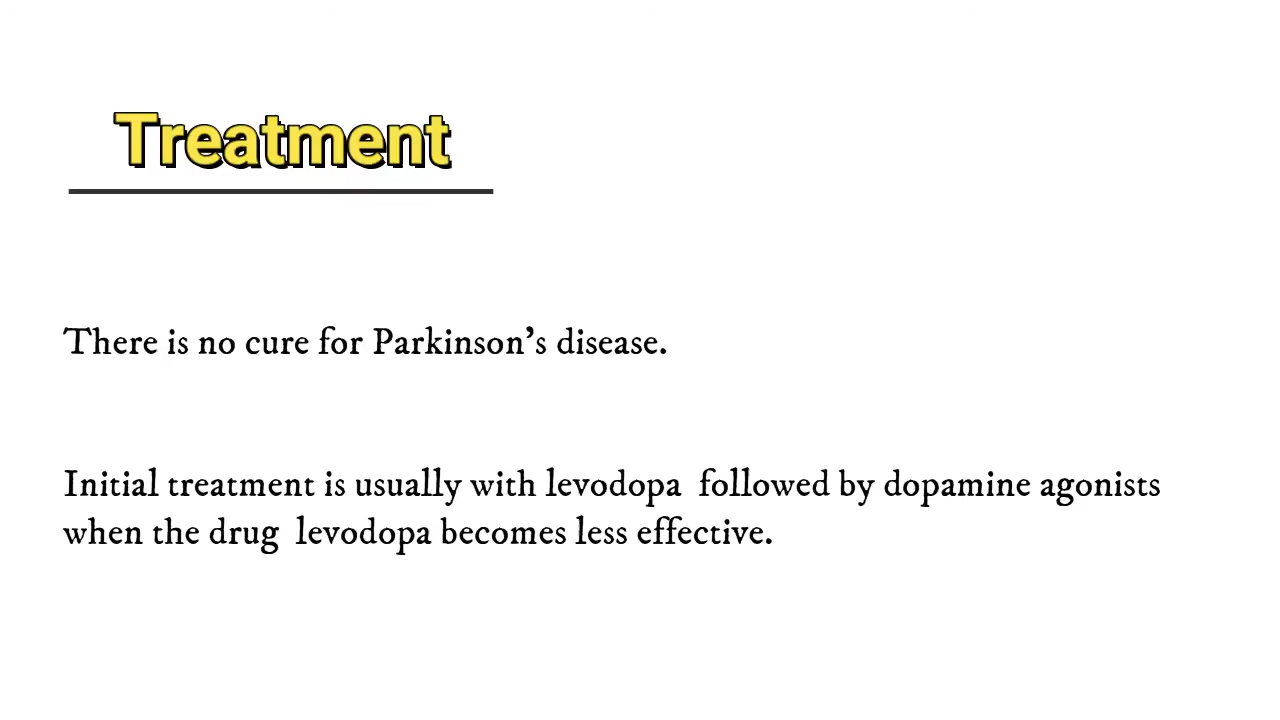 Treatment
There is no cure for Parkinson's disease.
Initial treatment is usually with levodopa  followed by dopamine agonists
when the drug  levodopa becomes less effective.